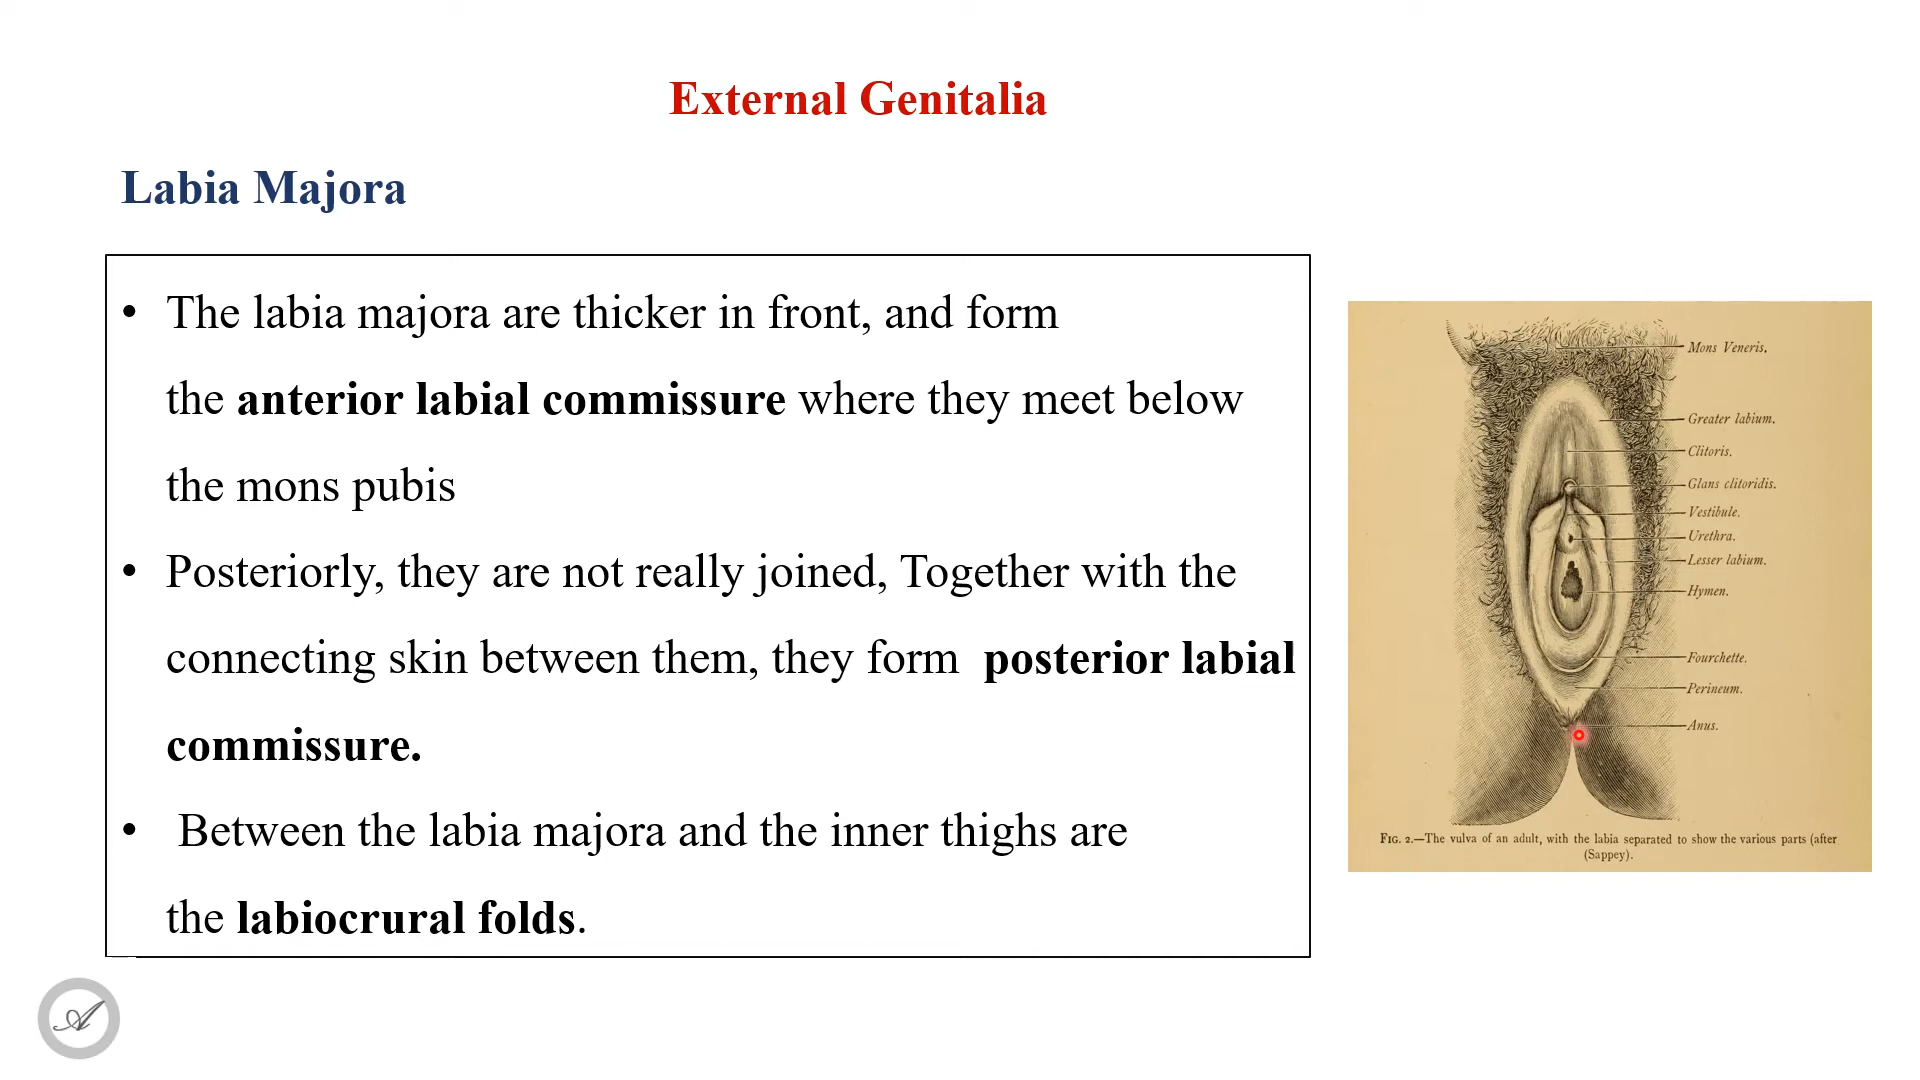 External Genitalia
Labia Majora
• The labia majora are thicker in front, and form
the anterior labial commissure where they meet below
the mons pubis
• Posteriorly, they are not really joined, Together with the
connecting skin between them, they form posterior labial
commissure.
• Between the labia majora and the inner thighs are
the labiocrural folds.
Mons Veneris.
Greater labium.
Clitoris.
Glans clitoridis.
Vestibule.
Urethra.
Lesser labium.
Hymen.
Fourchette.
Perineum.
Anus.
FIG. 2.—The vulva of an adult, with the labia separated to show the various parts (after
(Sappey).
A